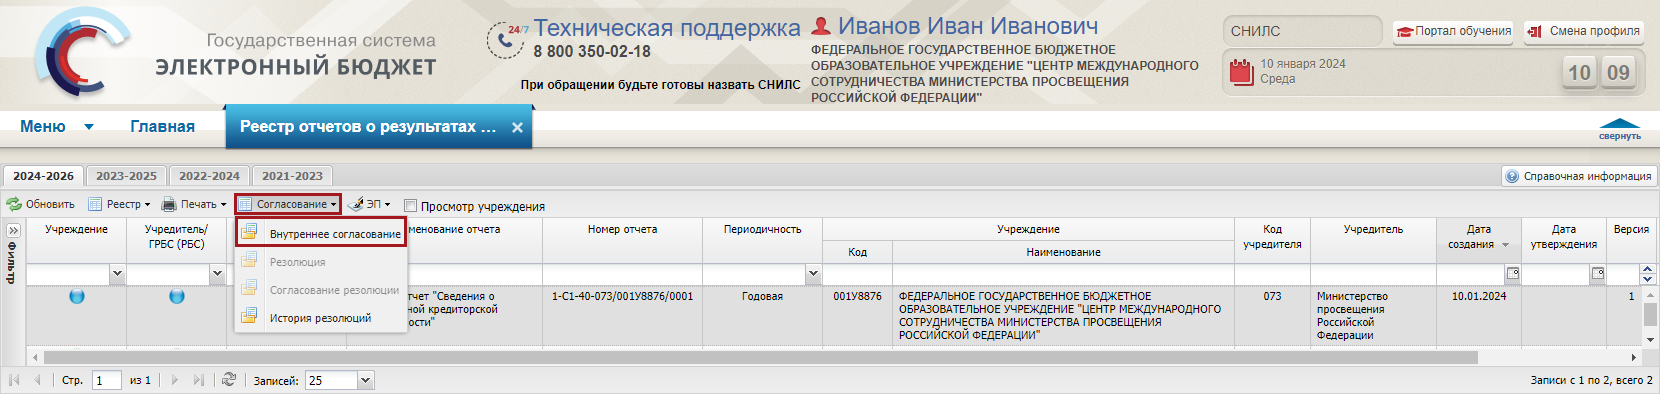 Государственная система
ЭЛЕКТРОННЫЙ БЮДЖЕТ
24/7
Техническая поддержка
8 800 350-02-18
При обращении будьте готовы назвать СНИЛС
Иванов Иван Иванович
ФЕДЕРАЛЬНОЕ ГОСУДАРСТВЕННОЕ БЮДЖЕТНОЕ
ОБРАЗОВАТЕЛЬНОЕ УЧРЕЖДЕНИЕ "ЦЕНТР МЕЖДУНАРОДНОГО
СОТРУДНИЧЕСТВА МИНИСТЕРСТВА ПРОСВЕЩЕНИЯ
РОССИЙСКОЙ ФЕДЕРАЦИИ"
СНИЛС
Портал обучения
Смена профиля
10 января 2024
Среда
10 09
Меню
Главная
Реестр отчетов о результатах ...
свернуть
2024-2026
2023-2025
2022-2024
2021-2023
Справочная информация
Обновить
Реестр
Печать
Согласование
ЭП
Просмотр учреждения
Внутреннее согласование
Резолюция
Согласование резолюции
История резолюций
Фильтр
Учреждение
Учредитель/
ГРБС (РБС)
менование отчета
Номер отчета
Периодичность
Учреждение
Код
Наименование
Код
учредителя
Учредитель
Дата
создания
Дата
утверждения
Версия
тчет "Сведения о
ной кредиторской
ости"
1-С1-40-073/001У8876/0001
Годовая
001У8876
ФЕДЕРАЛЬНОЕ ГОСУДАРСТВЕННОЕ БЮДЖЕТНОЕ
ОБРАЗОВАТЕЛЬНОЕ УЧРЕЖДЕНИЕ "ЦЕНТР МЕЖДУНАРОДНОГО
СОТРУДНИЧЕСТВА МИНИСТЕРСТВА ПРОСВЕЩЕНИЯ
РОССИЙСКОЙ ФЕДЕРАЦИИ"
073
Министерство
просвещения
Российской
Федерации
10.01.2024
1
Стр. 1 из 1
Записей: 25
Записи с 1 по 2, всего 2